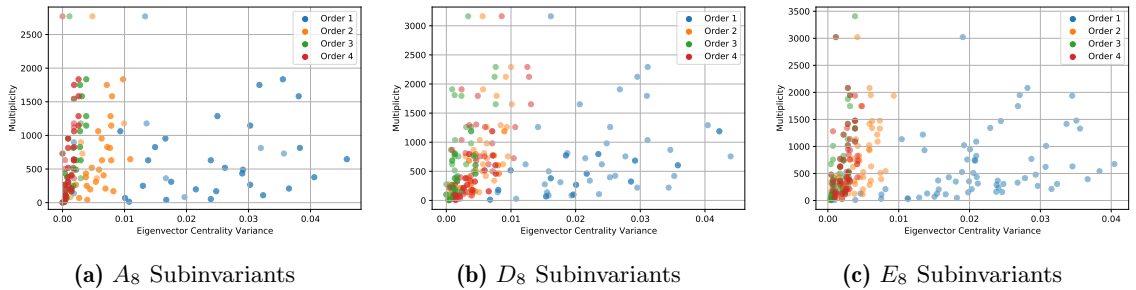 Multiplicity
2500
2000
1500
1000
500
0
0.00 0.01 0.02 0.03 0.04
Eigenvector Centrality Variance
Order 1
Order 2
Order 3
Order 4
(a) A8 Subinvariants
Multiplicity
3000
2500
2000
1500
1000
500
0
0.00 0.01 0.02 0.03 0.04
Eigenvector Centrality Variance
Order 1
Order 2
Order 3
Order 4
(b) D8 Subinvariants
Multiplicity
3500
3000
2500
2000
1500
1000
500
0
0.00 0.01 0.02 0.03 0.04
Eigenvector Centrality Variance
Order 1
Order 2
Order 3
Order 4
(c) E8 Subinvariants